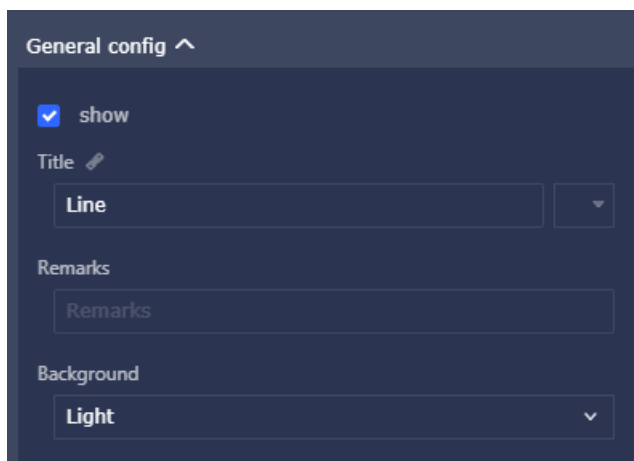 General config
show
Title
Line
Remarks
Remarks
Background
Light